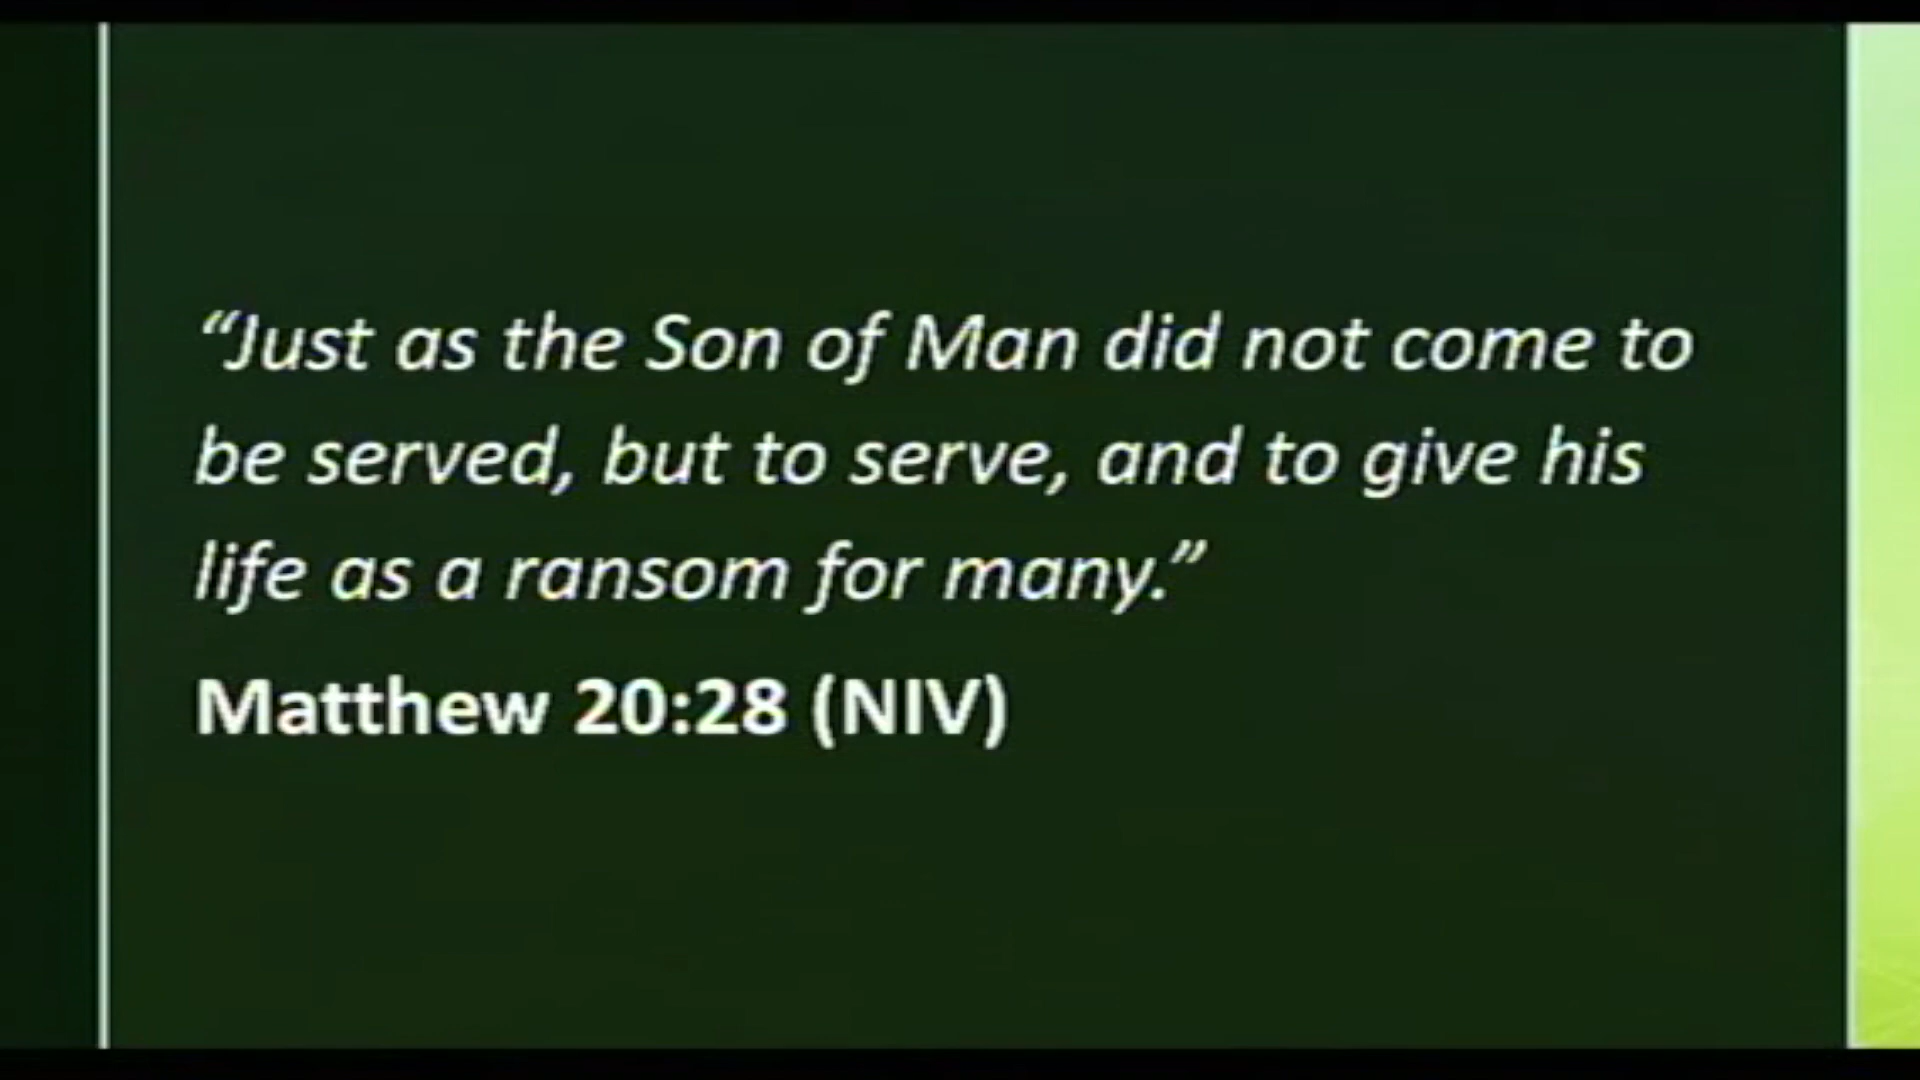 “Just as the Son of Man did not come to
be served, but to serve, and to give his
life as a ransom for many.”
Matthew 20:28 (NIV)